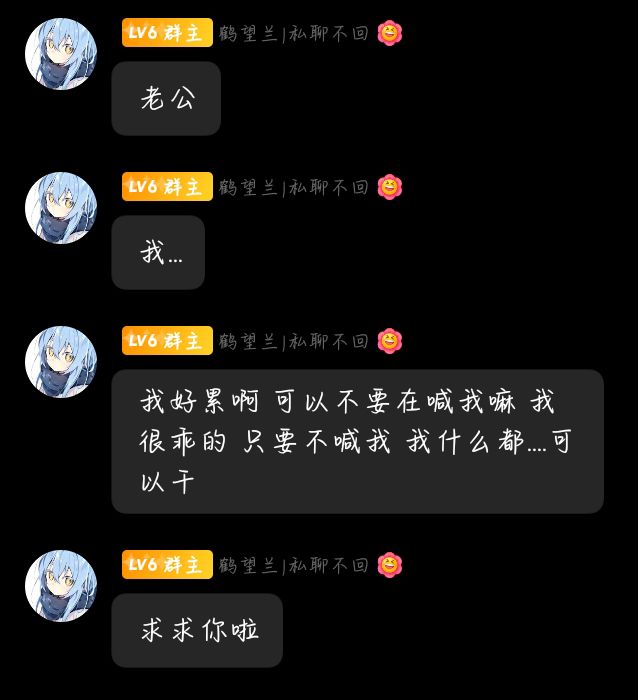 LV6 群主 鹤望兰|私聊不回
老公
LV6 群主 鹤望兰|私聊不回
我...
LV6 群主 鹤望兰|私聊不回
我好累啊 可以不要在喊我嘛 我
很乖的 只要不喊我 我什么都....可
以干
LV6 群主 鹤望兰|私聊不回
求求你啦